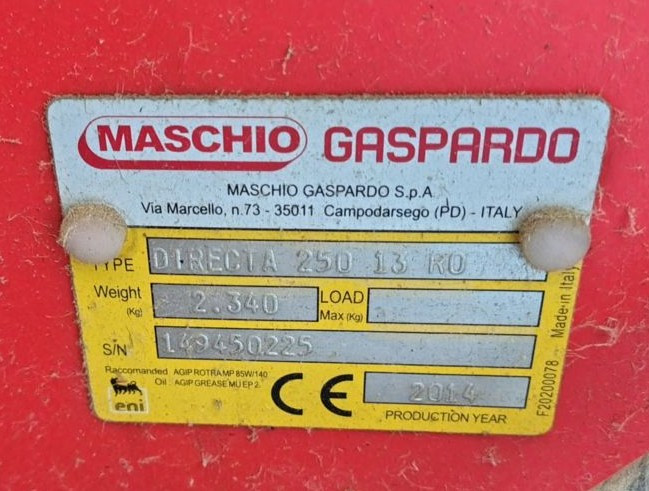 MASCHIO GASPARDO
MASCHIO GASPARDO S.p.A
Via Marcello, n.73 - 35011 Campodarsego (PD) - ITALY
TYPE DIRECTA 250 13 RO
Weight (Kg) 2.340 LOAD Max (Kg)
S/N 149450225
Raccomanded AGIP ROTRA MP 85W/140
Oil : AGIP GREASE MU EP 2
eni CE 2014
PRODUCTION YEAR
F20200078 Made in Italy